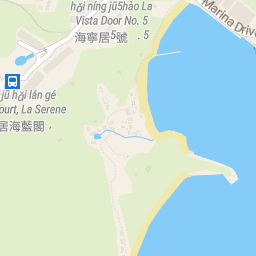 hǎi níng jū5hào La
Vista Door No. 5
海寧居5號
5
Marina Drive
jū hǎi lán gé
ourt, La Serene
居海藍閣，